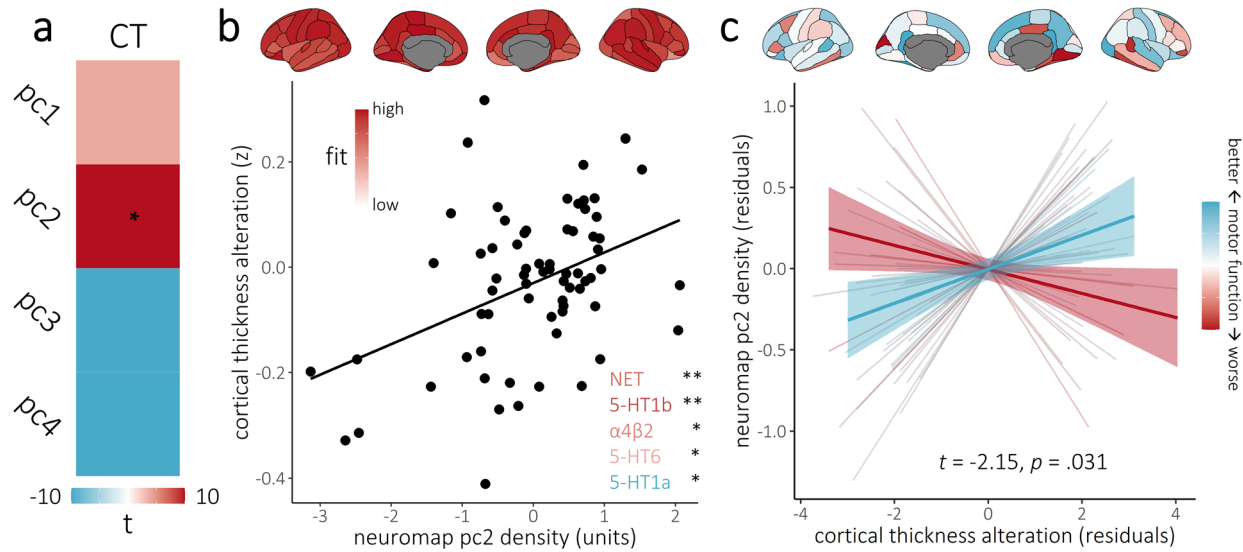 a
CT
pc1
pc2
*
pc3
pc4
-10
10
t
b
high
fit
low
cortical thickness alteration (z)
0.2
0.0
-0.2
-0.4
NET **
5-HT1b **
α4β2 *
5-HT6 *
5-HT1a *
-3
-2
-1
0
1
2
neuromap pc2 density (units)
c
neuromap pc2 density (residuals)
1.0
0.5
0.0
-0.5
-1.0
t = -2.15, p = .031
-4
-2
0
2
4
cortical thickness alteration (residuals)
better ← motor function → worse